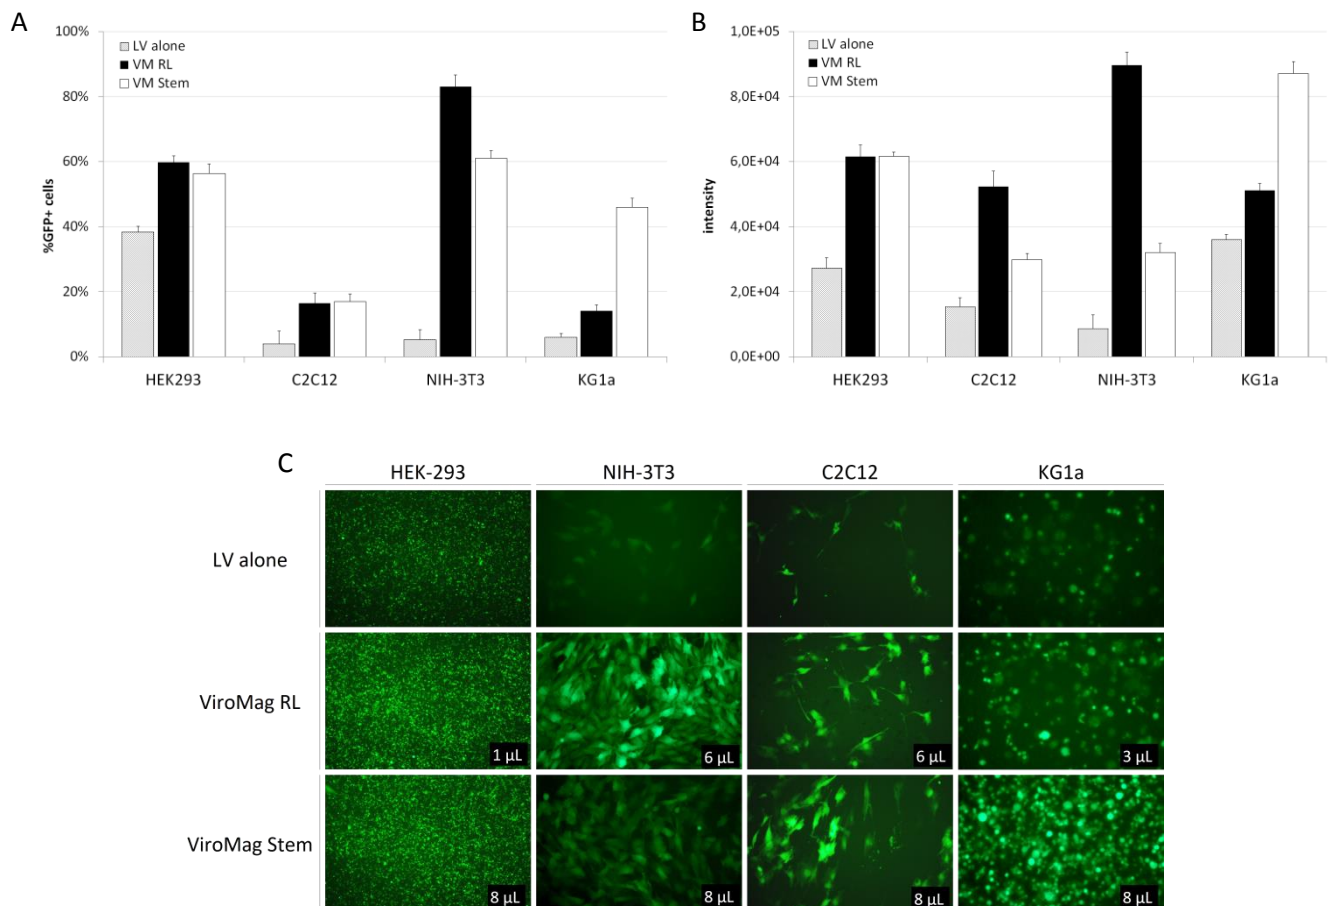 A
100%
80%
60%
40%
20%
0%
%GFP+ cells
LV alone
VM RL
VM Stem
HEK293 C2C12 NIH-3T3 KG1a
B
1,0E+05
8,0E+04
6,0E+04
4,0E+04
2,0E+04
0,0E+00
intensity
LV alone
VM RL
VM Stem
HEK293 C2C12 NIH-3T3 KG1a
C
HEK-293 NIH-3T3 C2C12 KG1a
LV alone
ViroMag RL
1 µL 6 µL 6 µL 3 µL
ViroMag Stem
8 µL 8 µL 8 µL 8 µL